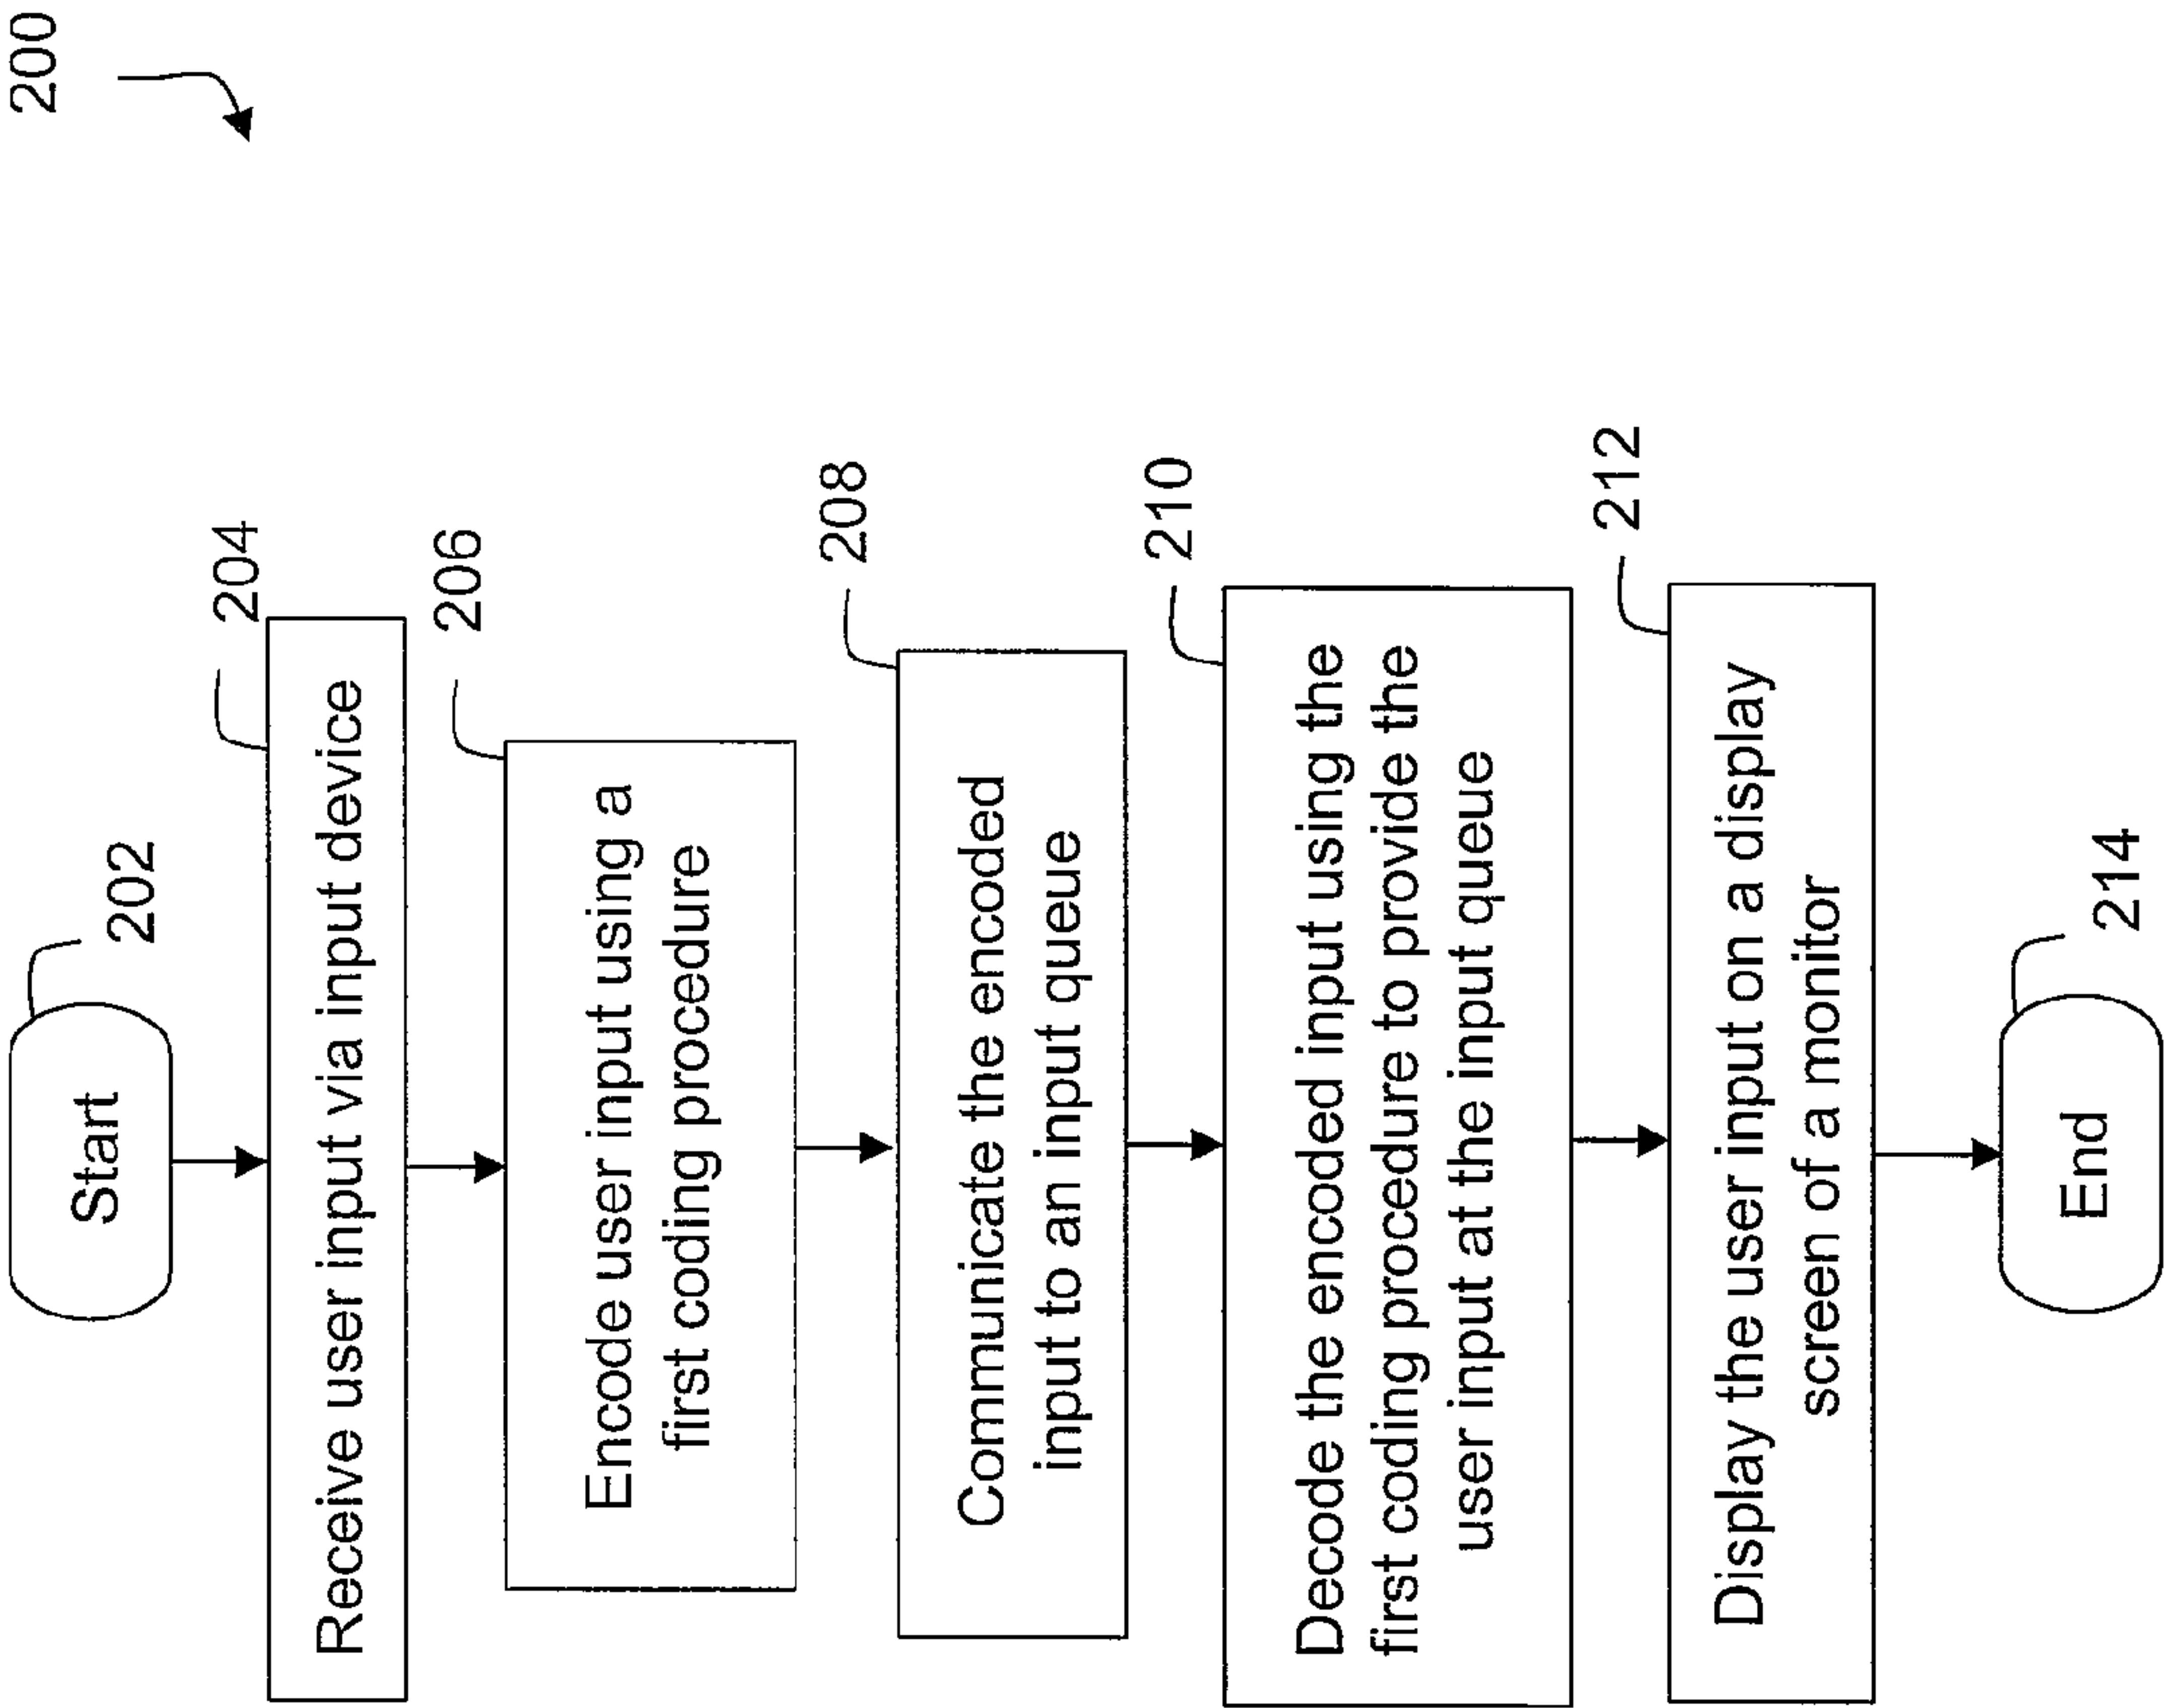 200
Start
202
Receive user input via input device
204
Encode user input using a
first coding procedure
206
Communicate the encoded
input to an input queue
208
Decode the encoded input using the
first coding procedure to provide the
user input at the input queue
210
Display the user input on a display
screen of a monitor
212
End
214